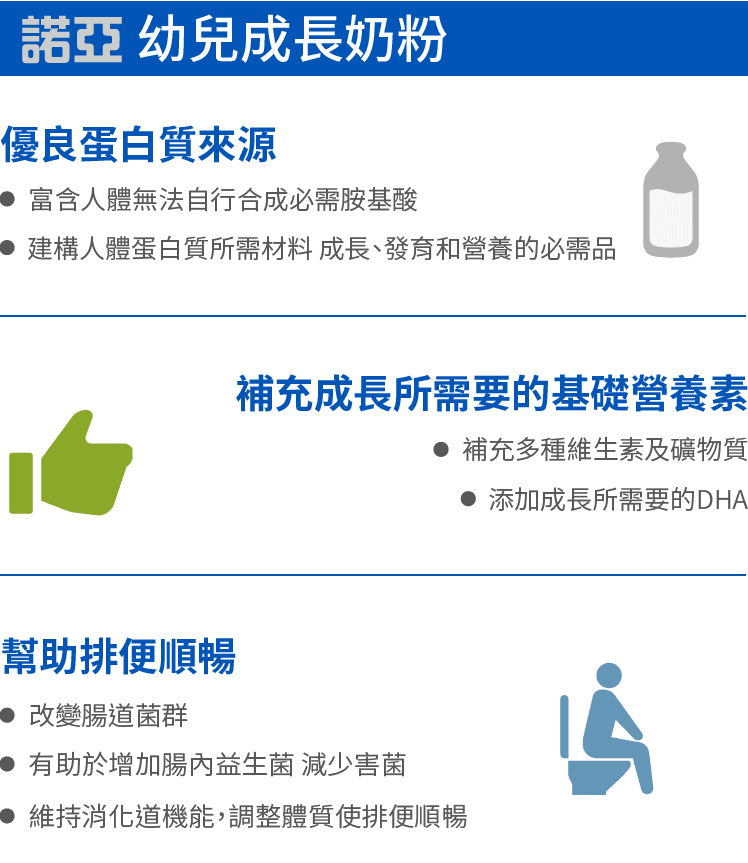 諾亞 幼兒成長奶粉
優良蛋白質來源
● 富含人體無法自行合成必需胺基酸
● 建構人體蛋白質所需材料 成長、發育和營養的必需品
補充成長所需要的基礎營養素
● 補充多種維生素及礦物質
● 添加成長所需要的DHA
幫助排便順暢
● 改變腸道菌群
● 有助於增加腸內益生菌 減少害菌
● 維持消化道機能，調整體質使排便順暢